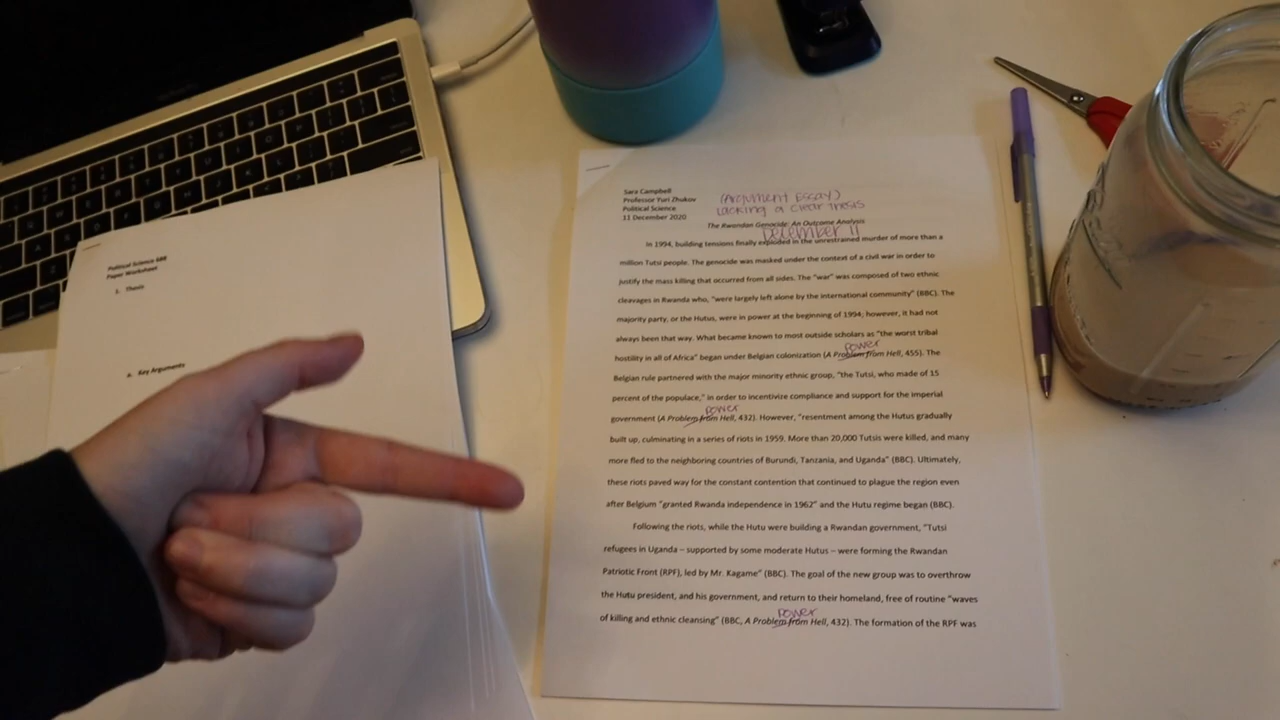 Political Science 688
Paper Worksheet
1. Thesis
a. Key Arguments
Sara Campbell
Professor Yuri Zhukov
Political Science
11 December 2020
(Argument Essay)
Lacking a clear thesis
The Rwandan Genocide: An Outcome Analysis
December 11
In 1994, building tensions finally exploded in the unrestrained murder of more than a
million Tutsi people. The genocide was masked under the context of a civil war in order to
justify the mass killing that occurred from all sides. The "war" was composed of two ethnic
cleavages in Rwanda who, "were largely left alone by the international community" (BBC). The
majority party, or the Hutus, were in power at the beginning of 1994; however, it had not
always been that way. What became known to most outside scholars as "the worst tribal
power
hostility in all of Africa" began under Belgian colonization (A Problem from Hell, 455). The
Belgian rule partnered with the major minority ethnic group, "the Tutsi, who made of 15
percent of the populace," in order to incentivize compliance and support for the imperial
power
government (A Problem from Hell, 432). However, "resentment among the Hutus gradually
built up, culminating in a series of riots in 1959. More than 20,000 Tutsis were killed, and many
more fled to the neighboring countries of Burundi, Tanzania, and Uganda" (BBC). Ultimately,
these riots paved way for the constant contention that continued to plague the region even
after Belgium "granted Rwanda independence in 1962" and the Hutu regime began (BBC).
Following the riots, while the Hutu were building a Rwandan government, "Tutsi
refugees in Uganda – supported by some moderate Hutus – were forming the Rwandan
Patriotic Front (RPF), led by Mr. Kagame" (BBC). The goal of the new group was to overthrow
the Hutu president, and his government, and return to their homeland, free of routine "waves
power
of killing and ethnic cleansing" (BBC, A Problem from Hell, 432). The formation of the RPF was